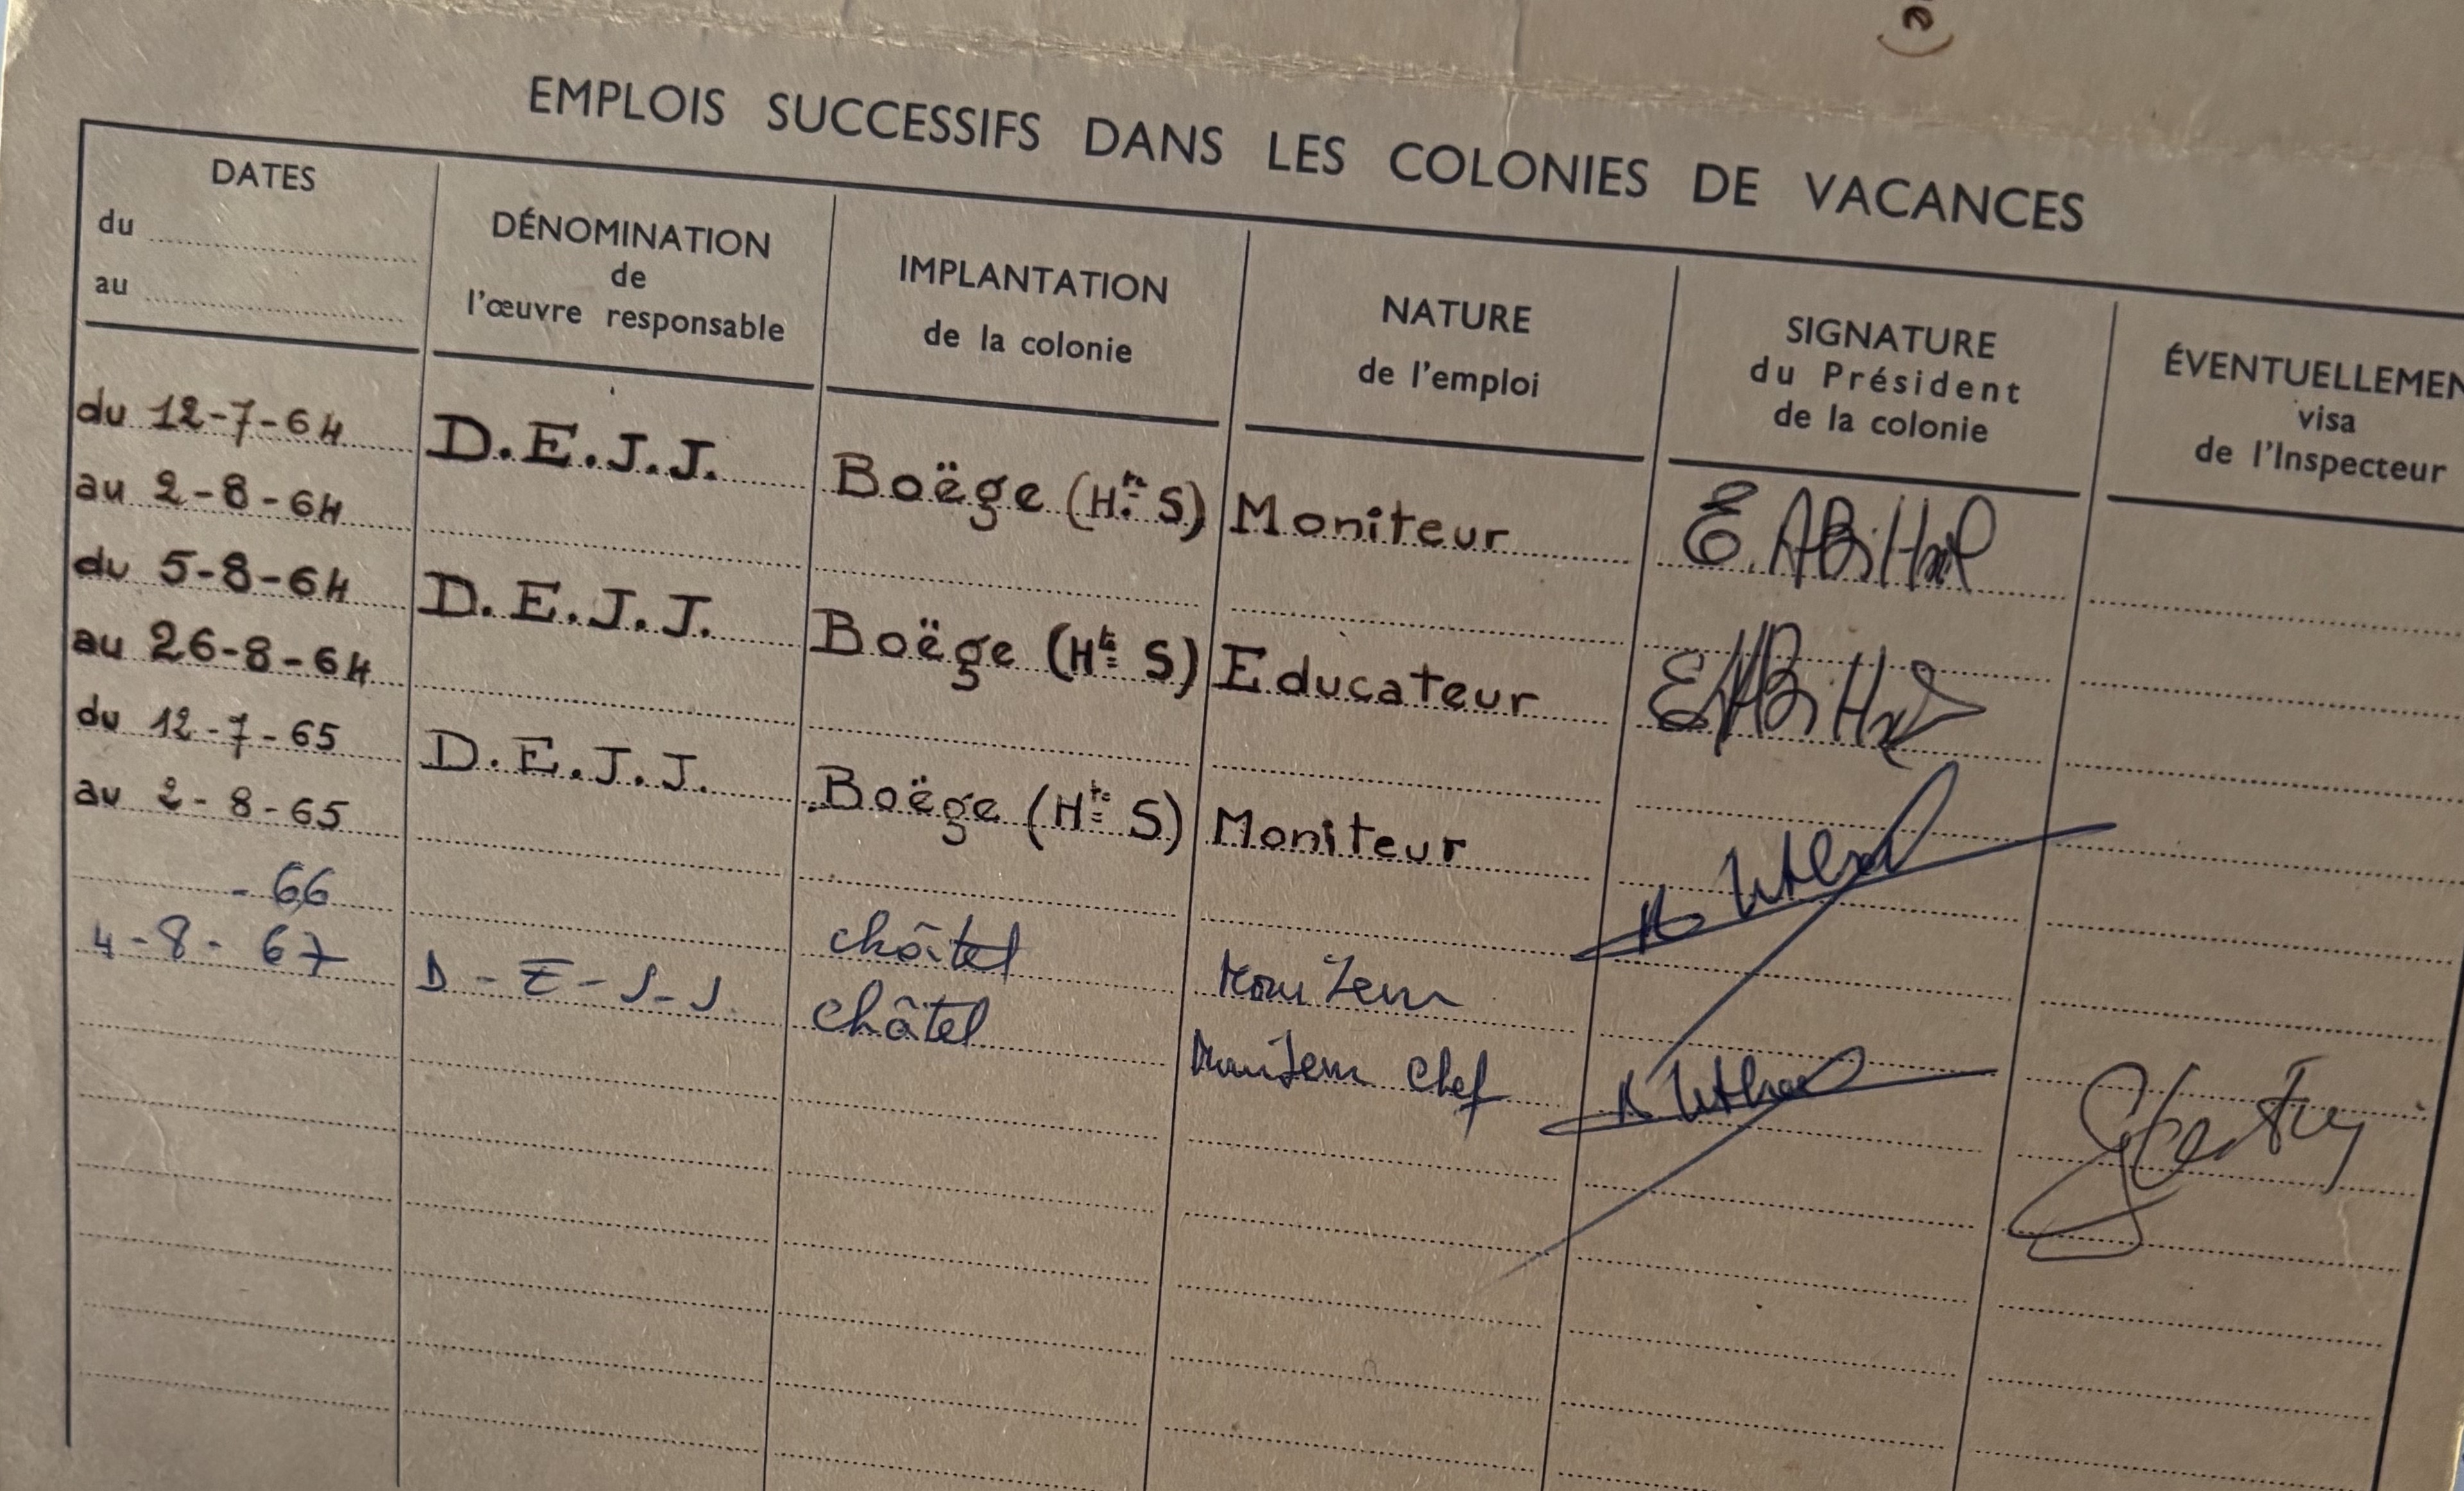 EMPLOIS SUCCESSIFS DANS LES COLONIES DE VACANCES
DATES
du
au
DÉNOMINATION
de
l'œuvre responsable
IMPLANTATION
de la colonie
NATURE
de l'emploi
SIGNATURE
du Président
de la colonie
ÉVENTUELLEMEN
visa
de l'Inspecteur
du 12-7-64 D.E.J.J. Boëge (Hte S) Moniteur E. ABiHxl
au 2-8-64
du 5-8-64 D.E.J.J. Boëge (Hte S) Educateur
au 26-8-64
du 12-7-65 D.E.J.J. Boëge (Hte S) Moniteur
au 2-8-65
- 66 châtel Moniteur
4-8-67 D-E-J-J châtel Moniteur chef